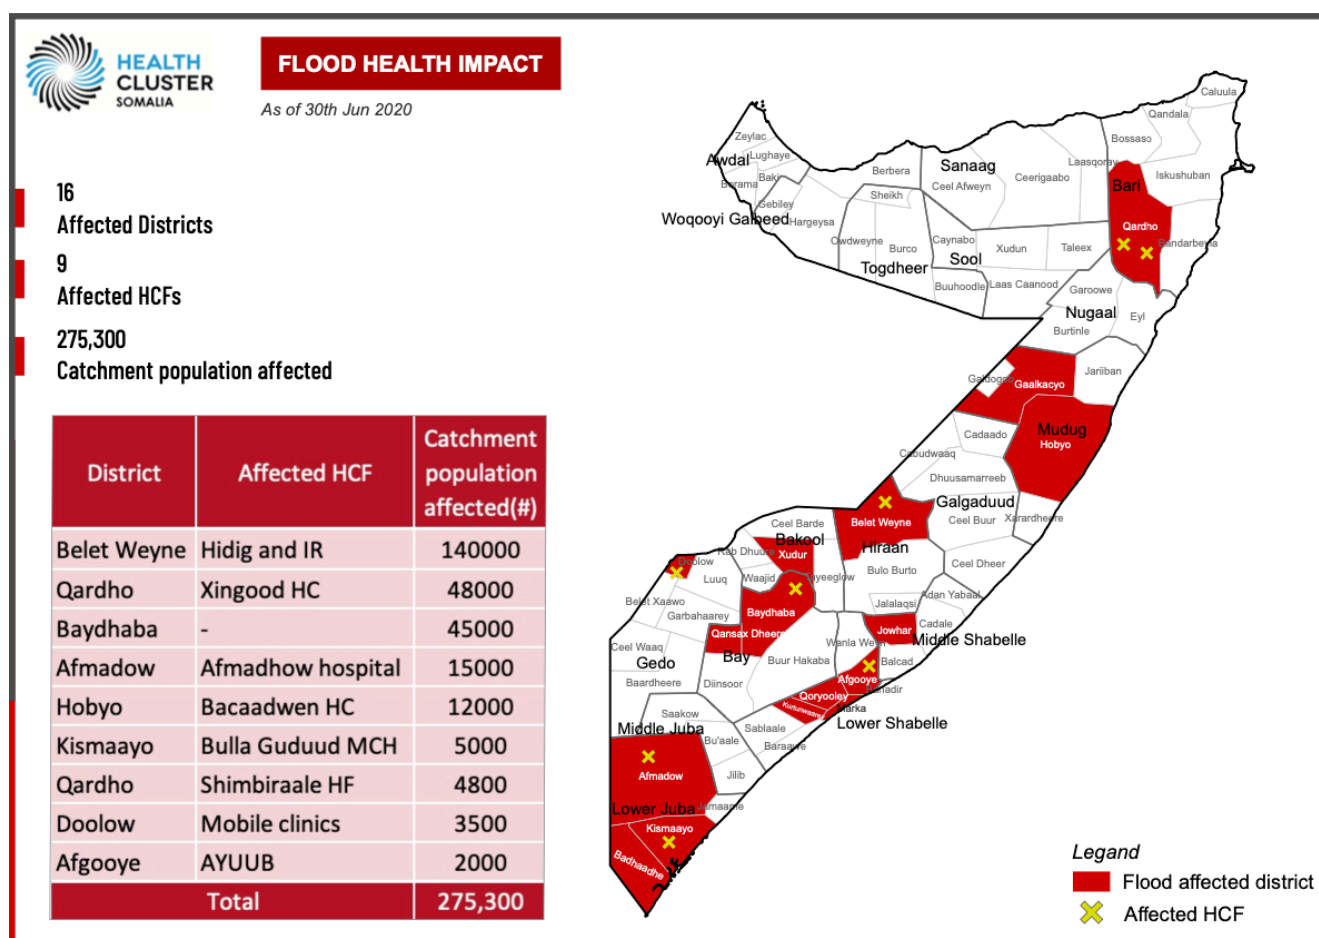 HEALTH
CLUSTER
SOMALIA
FLOOD HEALTH IMPACT
As of 30th Jun 2020
16
Affected Districts
9
Affected HCFs
275,300
Catchment population affected
District Affected HCF Catchment population affected(#)
Belet Weyne Hidig and IR 140000
Qardho Xingood HC 48000
Baydhaba - 45000
Afmadow Afmadhow hospital 15000
Hobyo Bacaadwen HC 12000
Kismaayo Bulla Guduud MCH 5000
Qardho Shimbiraale HF 4800
Doolow Mobile clinics 3500
Afgooye AYUUB 2000
Total 275,300
Caluula
Qandala
Bossaso
Zeylac
Awdal
Lughaye
Baki
Borama
Gebiley
Woqooyi Galbeed
Hargeysa
Berbera
Sheikh
Sanaag
Ceel Afweyn
Ceerigaabo
Laasqoray
Bari
Iskushuban
Qardho
Bandarbeyla
Owdweyne
Burco
Togdheer
Caynabo
Sool
Xudun
Taleex
Buuhoodle
Laas Caanood
Garoowe
Nugaal
Eyl
Burtinle
Galdogob
Gaalkacyo
Jariiban
Mudug
Hobyo
Cadaado
Cabudwaaq
Dhuusamarreeb
Galgaduud
Ceel Buur
Xarardheere
Belet Weyne
Hiraan
Ceel Barde
Bakool
Rab Dhuure
Xudur
Waajid
Tayeeglow
Bulo Burto
Ceel Dheer
Doolow
Luuq
Belet Xaawo
Garbahaarey
Baydhaba
Jalalaqsi
Adan Yabaal
Cadale
Jowhar
Middle Shabelle
Qansax Dheere
Ceel Waaq
Gedo
Bay
Buur Hakaba
Wanla Weyn
Balcad
Baardheere
Diinsoor
Afgooye
Banadir
Qoryooley
Kurtunwaarey
Marka
Lower Shabelle
Saakow
Middle Juba
Bu'aale
Sablaale
Baraawe
Afmadow
Jilib
Lower Juba
Jamaame
Kismaayo
Badhaadhe
Legand
Flood affected district
Affected HCF